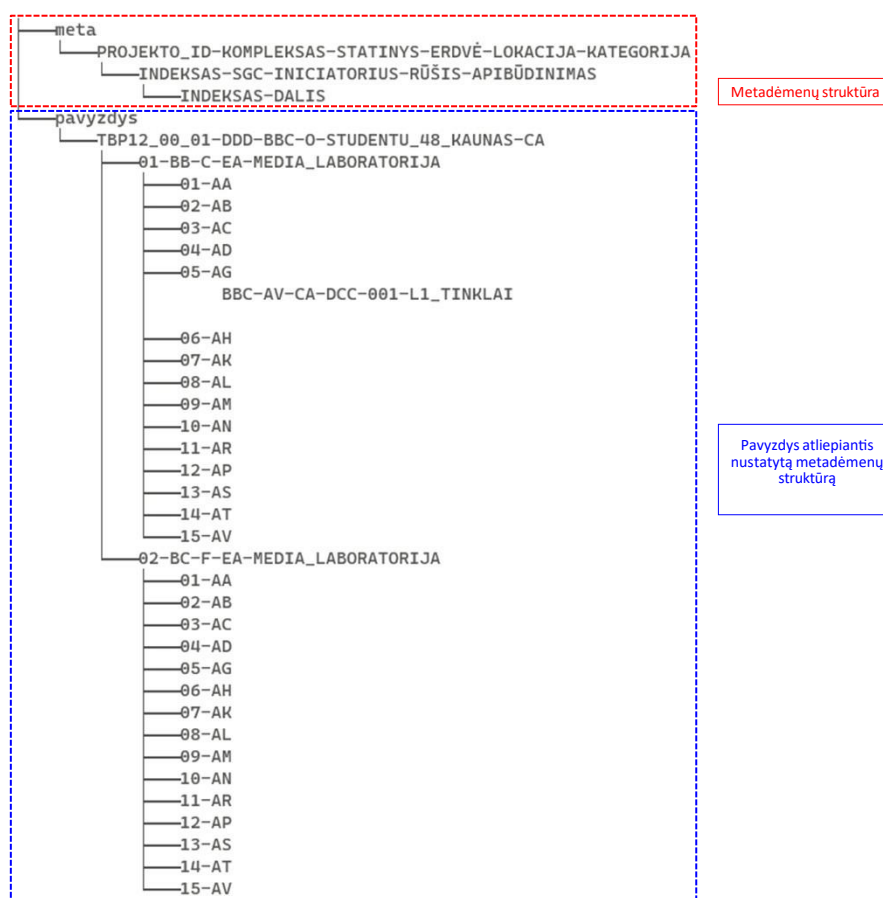 meta
PROJEKTO_ID-KOMPLEKSAS-STATINYS-ERDVĖ-LOKACIJA-KATEGORIJA
INDEKSAS-SGC-INICIATORIUS-RŪŠIS-APIBŪDINIMAS
INDEKSAS-DALIS
Metadėmenų struktūra
pavyzdys
TBP12_00_01-DDD-BBC-O-STUDENTU_48_KAUNAS-CA
01-BB-C-EA-MEDIA_LABORATORIJA
01-AA
02-AB
03-AC
04-AD
05-AG
BBC-AV-CA-DCC-001-L1_TINKLAI
06-AH
07-AK
08-AL
09-AM
10-AN
11-AR
12-AP
13-AS
14-AT
15-AV
Pavyzdys atliepiantis
nustatytą metadėmenų
struktūrą
02-BC-F-EA-MEDIA_LABORATORIJA
01-AA
02-AB
03-AC
04-AD
05-AG
06-AH
07-AK
08-AL
09-AM
10-AN
11-AR
12-AP
13-AS
14-AT
15-AV